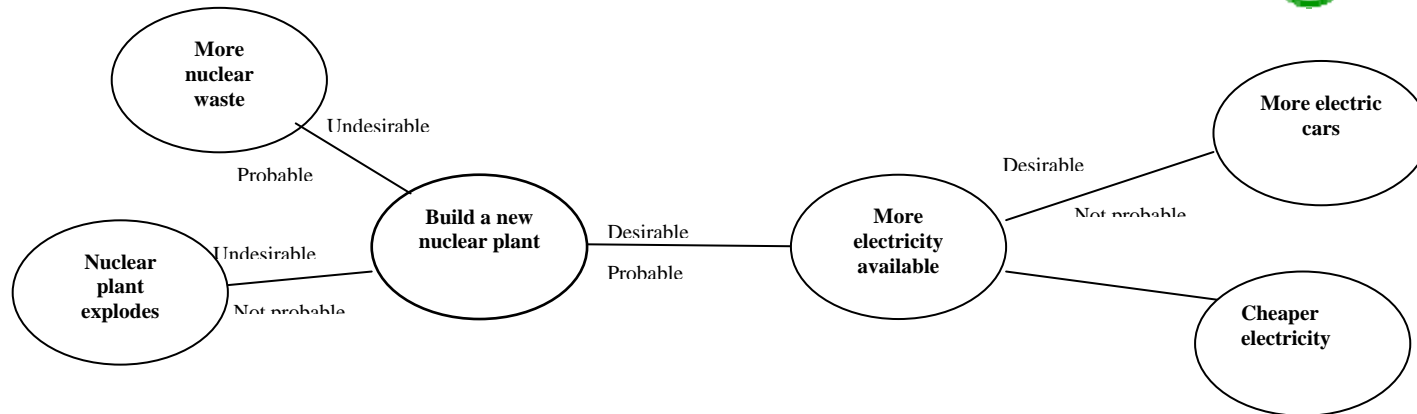 More
nuclear
waste
Undesirable
Probable
Nuclear
plant
explodes
Undesirable
Not probable
Build a new
nuclear plant
Desirable
Probable
More
electricity
available
Desirable
Not probable
More electric
cars
Cheaper
electricity